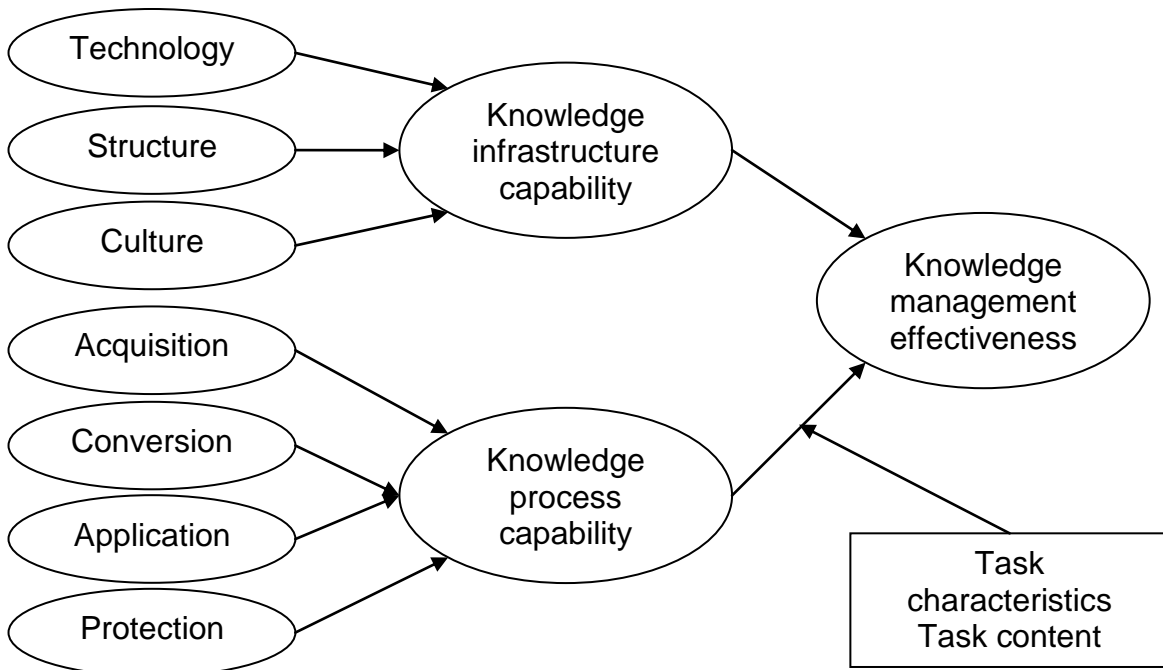 Technology
Structure
Culture
Acquisition
Conversion
Application
Protection
Knowledge
infrastructure
capability
Knowledge
process
capability
Knowledge
management
effectiveness
Task
characteristics
Task content